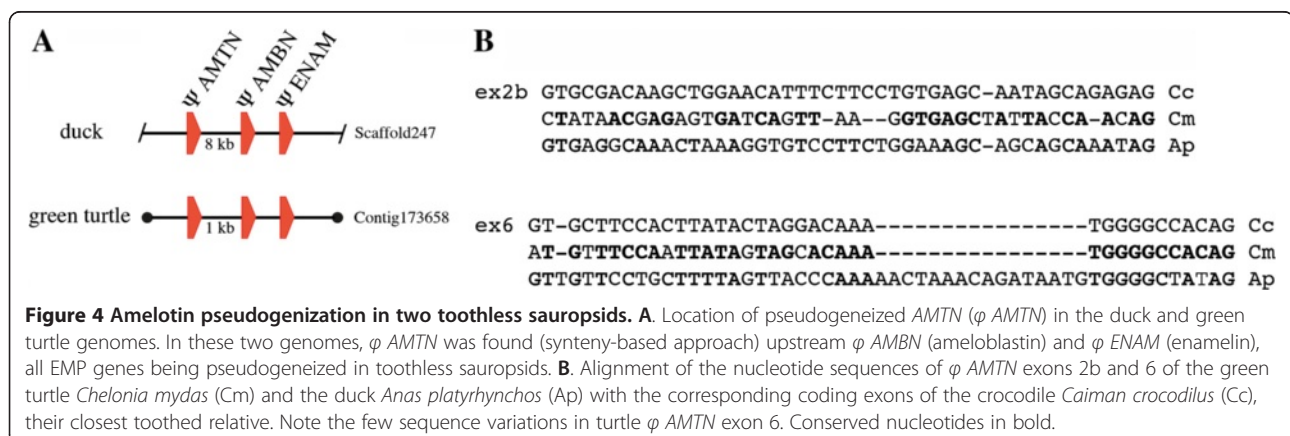 A
B
Ψ AMTN
Ψ AMBN
Ψ ENAM
duck
8 kb
Scaffold247
green turtle
1 kb
Contig173658
ex2b GTGCGACAAGCTGGAACATTTCTTCCTGTGAGC-AATAGCAGAGAG Cc
CTATAACGAGAGTGATCAGTT-AA--GGTGAGCTATTACCA-ACAG Cm
GTGAGGCAAACTAAAGGTGTCCTTCTGGAAAGC-AGCAGCAAATAG Ap
ex6 GT-GCTTCCACTTATACTAGGACAAA----------------TGGGGCCACAG Cc
AT-GTTTCCAATTATAGTAGCACAAA----------------TGGGGCCACAG Cm
GTTGTTCCTGCTTTTAGTTACCCAAAAACTAAACAGATAATGTGGGGCTATAG Ap
Figure 4 Amelotin pseudogenization in two toothless sauropsids. A. Location of pseudogeneized AMTN (φ AMTN) in the duck and green
turtle genomes. In these two genomes, φ AMTN was found (synteny-based approach) upstream φ AMBN (ameloblastin) and φ ENAM (enamelin),
all EMP genes being pseudogeneized in toothless sauropsids. B. Alignment of the nucleotide sequences of φ AMTN exons 2b and 6 of the green
turtle Chelonia mydas (Cm) and the duck Anas platyrhynchos (Ap) with the corresponding coding exons of the crocodile Caiman crocodilus (Cc),
their closest toothed relative. Note the few sequence variations in turtle φ AMTN exon 6. Conserved nucleotides in bold.